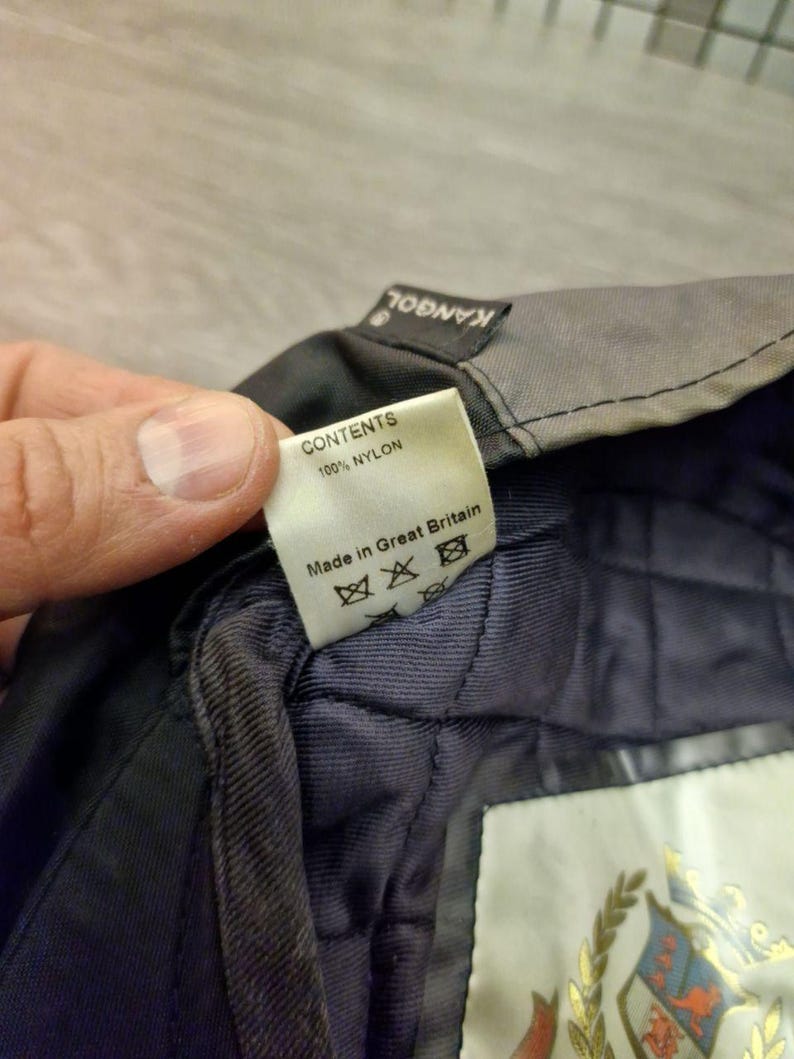 KANGOL ®
CONTENTS
100% NYLON
Made in Great Britain